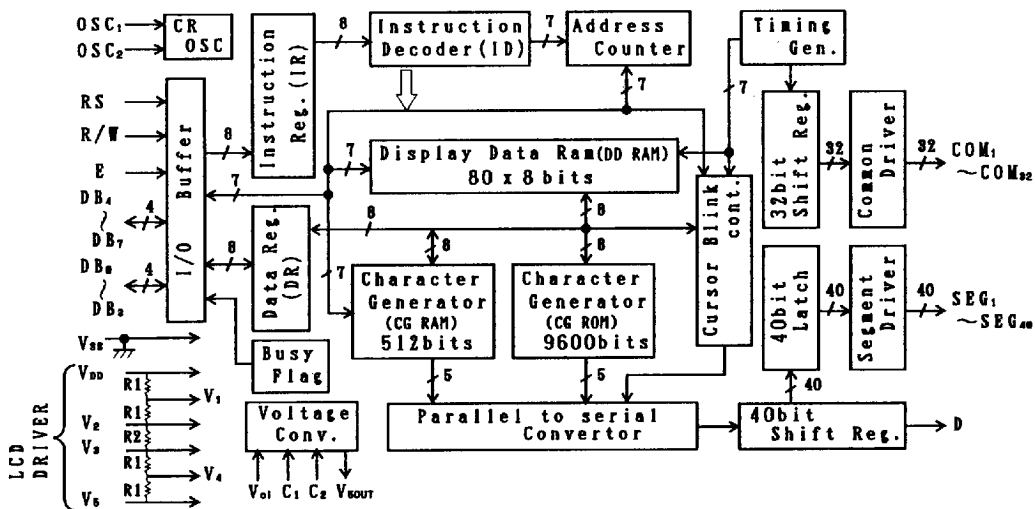 OSC₁
OSC₂
CR
OSC
8
Instruction
Decoder(ID)
7
Address
Counter
Timing
Gen.
7
7
RS
R/W
E
DB₄
~
DB₇
4
DB₀
~
DB₃
4
I/O Buffer
8
Instruction
Reg.(IR)
7
8
Data Reg.
(DR)
Busy
Flag
7
Display Data Ram(DD RAM)
80 x 8bits
8
8
8
8
7
Character
Generator
(CG RAM)
512bits
Character
Generator
(CG ROM)
9600bits
Cursor Blink
cont.
32bit
Shift Reg.
32
Common
Driver
32
COM₁
~COM₃₂
40bit
Latch
40
Segment
Driver
40
SEG₁
~SEG₄₀
5
5
40
Parallel to serial
Convertor
40bit
Shift Reg.
D
Vss
LCD
DRIVER
VDD
R1
V₁
R1
V₂
R2
V₃
R1
V₄
R1
V₅
Voltage
Conv.
Vci C₁ C₂ V5OUT